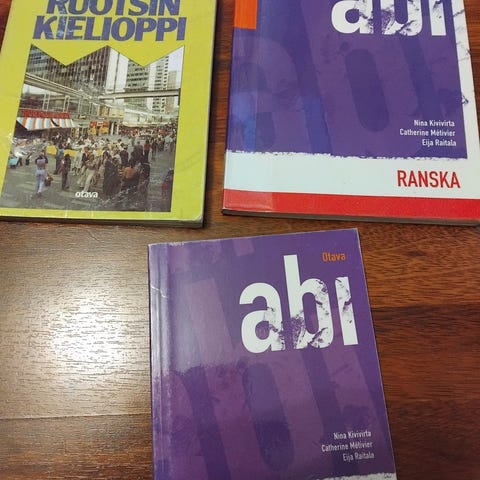 RUOTSIN
KIELIOPPI
otava
abi
Nina Kivivirta
Catherine Métivier
Eija Raitala
RANSKA
Otava
abi
Nina Kivivirta
Catherine Métivier
Eija Raitala